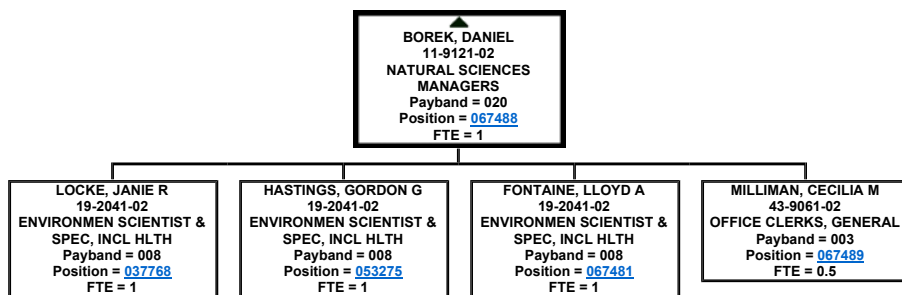 BOREK, DANIEL
11-9121-02
NATURAL SCIENCES
MANAGERS
Payband = 020
Position = 067488
FTE = 1
LOCKE, JANIE R
19-2041-02
ENVIRONMEN SCIENTIST &
SPEC, INCL HLTH
Payband = 008
Position = 037768
FTE = 1
HASTINGS, GORDON G
19-2041-02
ENVIRONMEN SCIENTIST &
SPEC, INCL HLTH
Payband = 008
Position = 053275
FTE = 1
FONTAINE, LLOYD A
19-2041-02
ENVIRONMEN SCIENTIST &
SPEC, INCL HLTH
Payband = 008
Position = 067481
FTE = 1
MILLIMAN, CECILIA M
43-9061-02
OFFICE CLERKS, GENERAL
Payband = 003
Position = 067489
FTE = 0.5